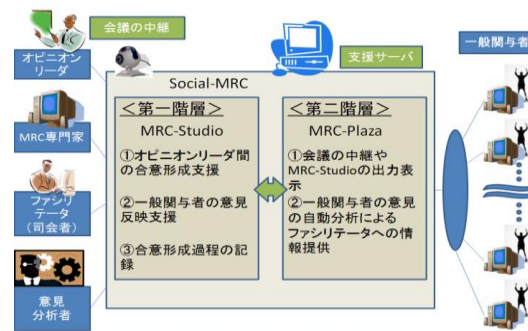 会議の中継
オピニオン
リーダ
MRC専門家
ファシリ
テータ
(司会者)
意見
分析者
支援サーバ
一般関与者
Social-MRC
<第一階層>
MRC-Studio
①オピニオンリーダ間
の合意形成支援
②一般関与者の意見
反映支援
③合意形成過程の記
録
<第二階層>
MRC-Plaza
①会議の中継や
MRC-Studioの出力表
示
②一般関与者の意見
の自動分析による
ファシリテータへの情
報提供